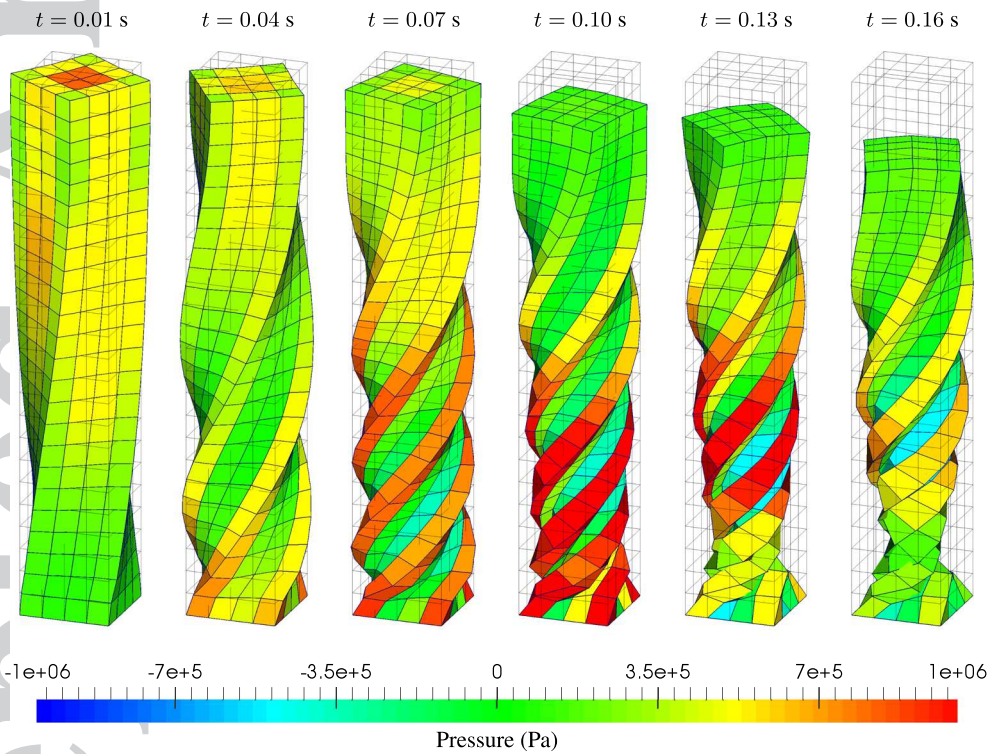 t = 0.01 s t = 0.04 s t = 0.07 s t = 0.10 s t = 0.13 s t = 0.16 s
-1e+06 -7e+5 -3.5e+5 0 3.5e+5 7e+5 1e+06
Pressure (Pa)